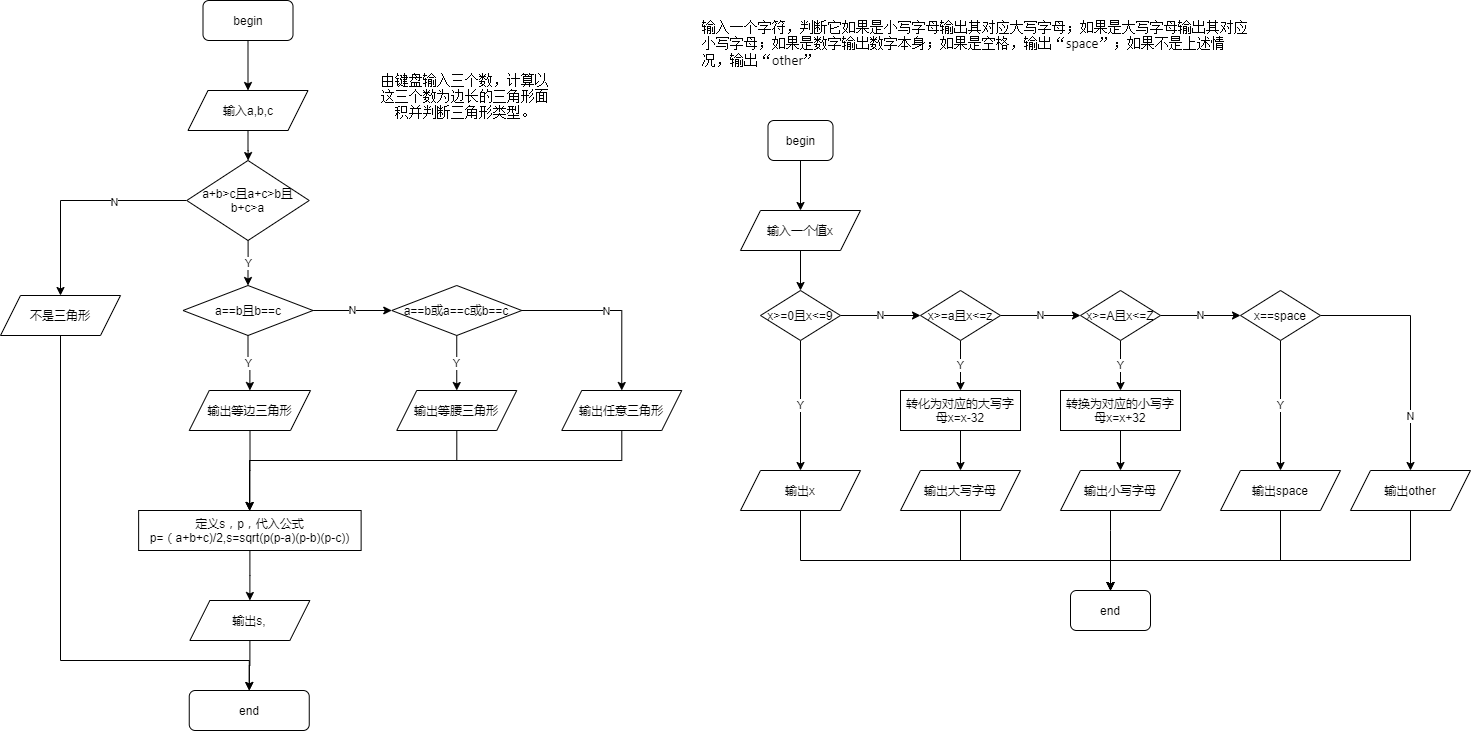 begin
由键盘输入三个数，计算以
这三个数为边长的三角形面
积并判断三角形类型。
输入a,b,c
a+b>c且a+c>b且
b+c>a
N
Y
不是三角形
a==b且b==c
N
a==b或a==c或b==c
N
Y
Y
输出等边三角形
输出等腰三角形
输出任意三角形
定义s，p，代入公式
p=（a+b+c)/2,s=sqrt(p(p-a)(p-b)(p-c))
输出s,
end
输入一个字符，判断它如果是小写字母输出其对应大写字母；如果是大写字母输出其对应
小写字母；如果是数字输出数字本身；如果是空格，输出“space”；如果不是上述情
况，输出“other”
begin
输入一个值x
x>=0且x<=9
N
x>=a且x<=z
N
x>=A且x<=Z
N
x==space
Y
Y
Y
Y
N
转化为对应的大写字
母x=x-32
转换为对应的小写字
母x=x+32
输出x
输出大写字母
输出小写字母
输出space
输出other
end